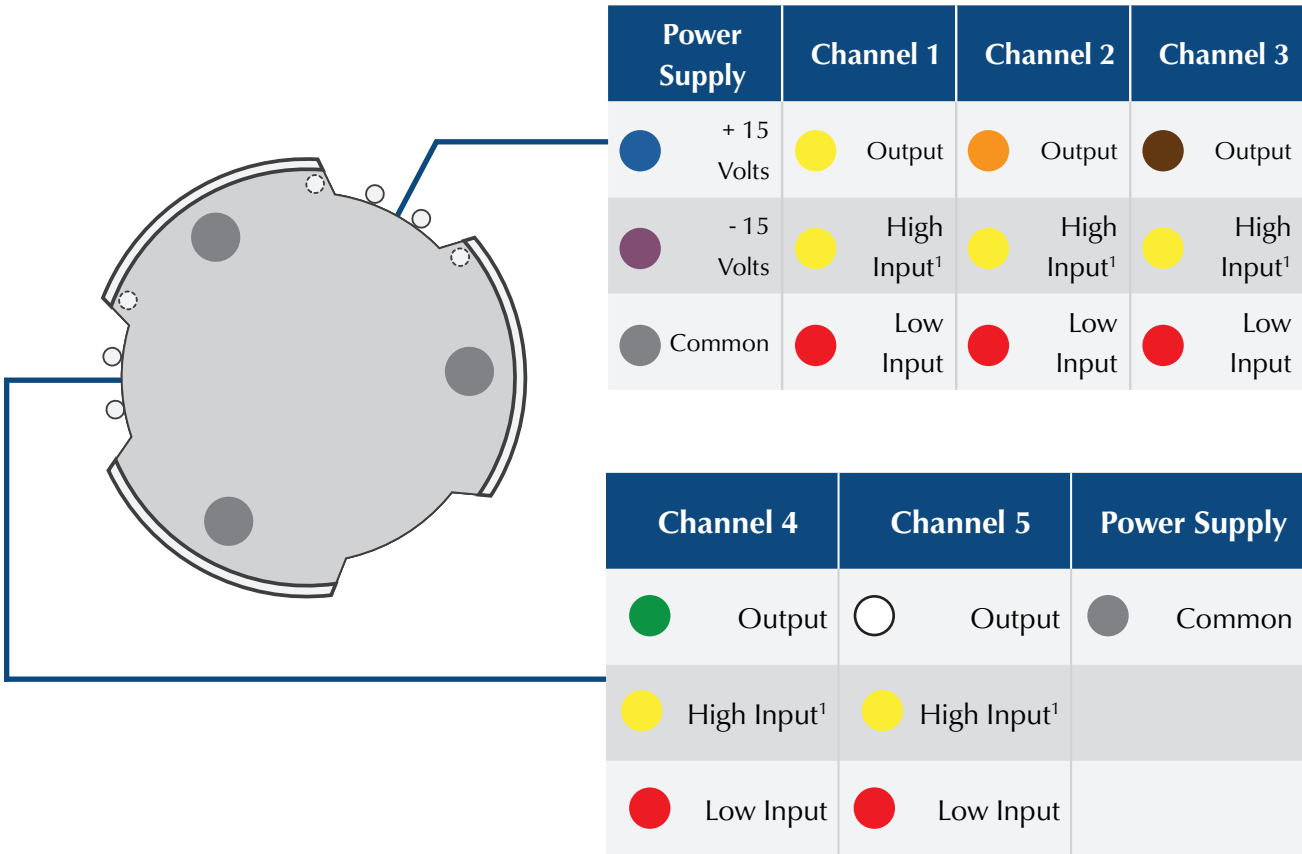 Power Supply Channel 1 Channel 2 Channel 3
+ 15 Volts Output Output Output
- 15 Volts High Input¹ High Input¹ High Input¹
Common Low Input Low Input Low Input
Channel 4 Channel 5 Power Supply
Output Output Common
High Input¹ High Input¹
Low Input Low Input